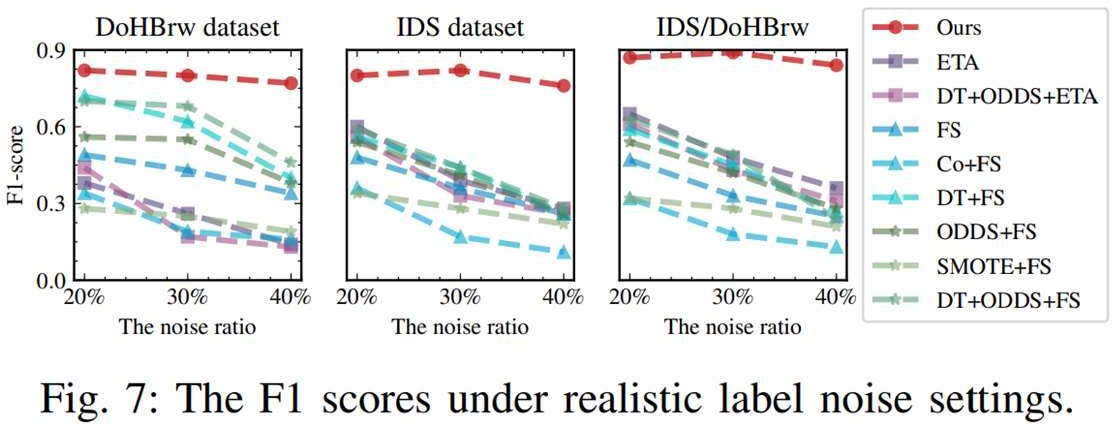 DoHBrw dataset
IDS dataset
IDS/DoHBrw
F1-score
0.9
0.6
0.3
0.0
20% 30% 40%
20% 30% 40%
20% 30% 40%
The noise ratio
The noise ratio
The noise ratio
Ours
ETA
DT+ODDS+ETA
FS
Co+FS
DT+FS
ODDS+FS
SMOTE+FS
DT+ODDS+FS
Fig. 7: The F1 scores under realistic label noise settings.